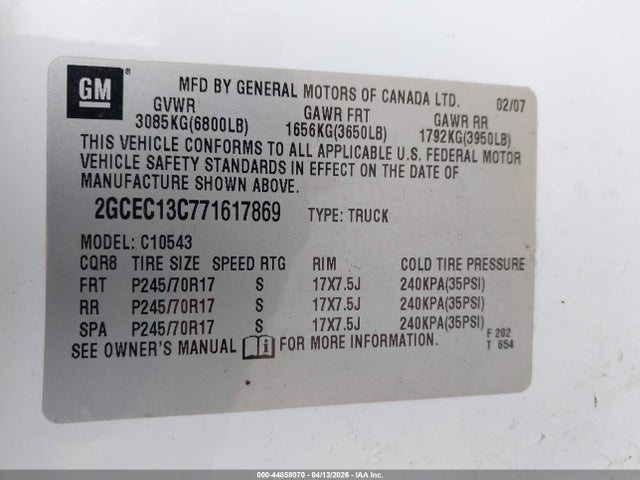 GM ®
MFD BY GENERAL MOTORS OF CANADA LTD. 02/07
GVWR GAWR FRT GAWR RR
3085KG(6800LB) 1656KG(3650LB) 1792KG(3950LB)
THIS VEHICLE CONFORMS TO ALL APPLICABLE U.S. FEDERAL MOTOR
VEHICLE SAFETY STANDARDS IN EFFECT ON THE DATE OF
MANUFACTURE SHOWN ABOVE.
2GCEC13C771617869 TYPE: TRUCK
MODEL: C10543
CQR8 TIRE SIZE SPEED RTG RIM COLD TIRE PRESSURE
FRT P245/70R17 S 17X7.5J 240KPA(35PSI)
RR P245/70R17 S 17X7.5J 240KPA(35PSI)
SPA P245/70R17 S 17X7.5J 240KPA(35PSI)
SEE OWNER'S MANUAL i FOR MORE INFORMATION.
F 202
T 654
000-44858070 - 04/13/2026 - IAA Inc.